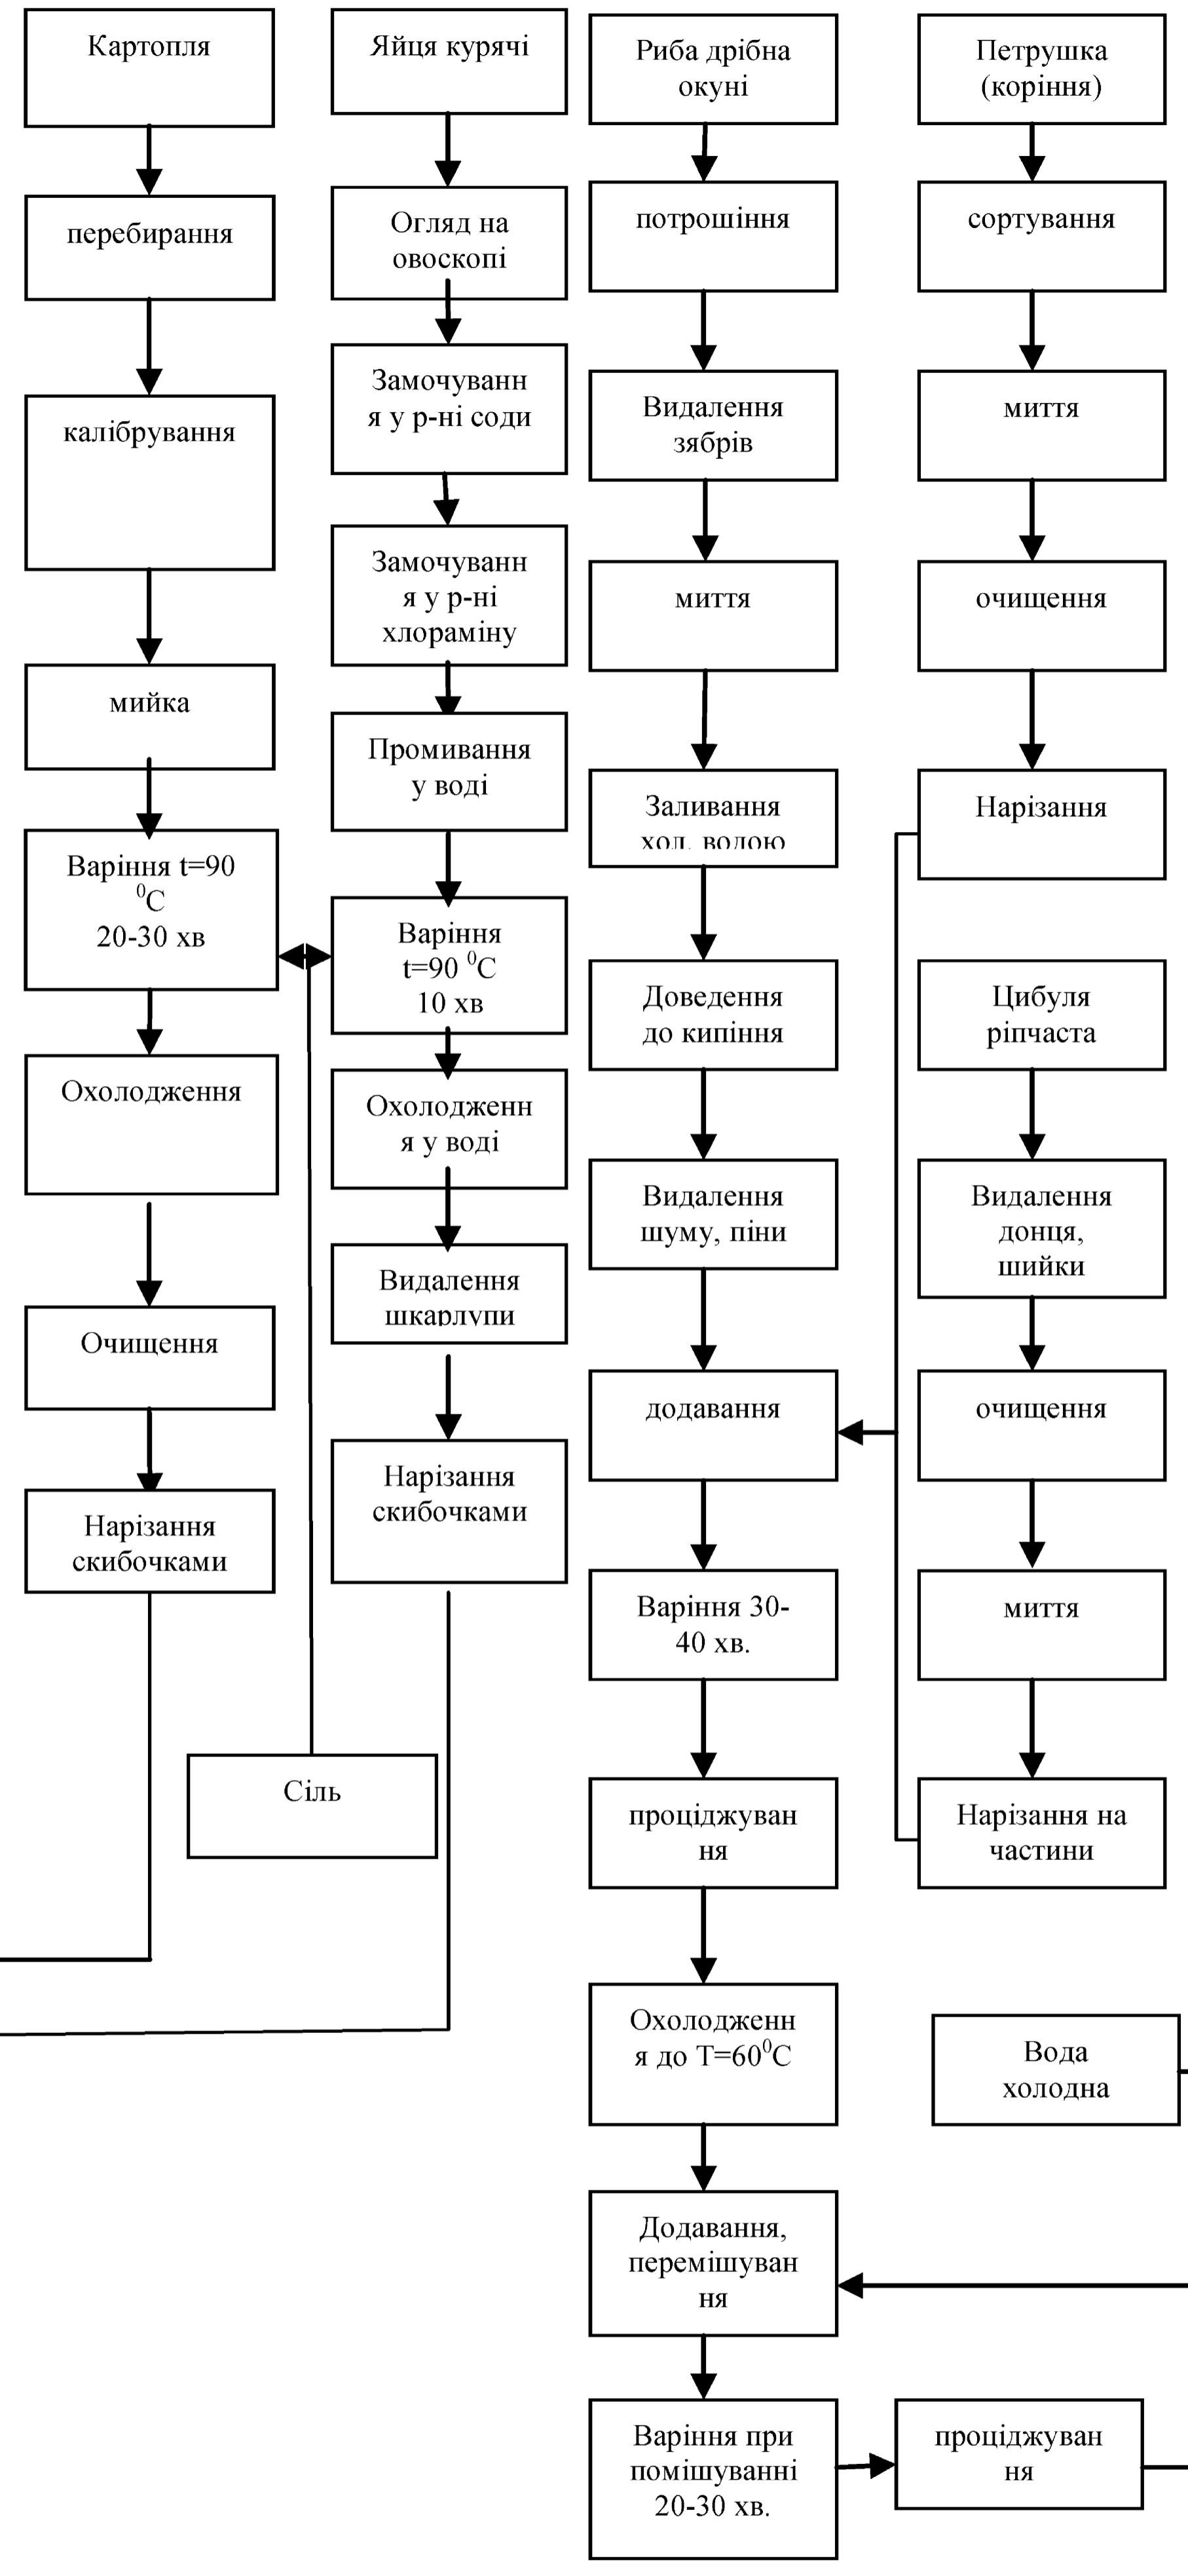 Картопля
перебирання
калібрування
мийка
Варіння t=90
⁰С
20-30 хв
Охолодження
Очищення
Нарізання
скибочками
Яйця курячі
Огляд на
овоскопі
Замочуванн
я у р-ні соди
Замочуванн
я у р-ні
хлораміну
Промивання
у воді
Варіння
t=90 ⁰С
10 хв
Охолодженн
я у воді
Видалення
шкарлупи
Нарізання
скибочками
Сіль
Риба дрібна
окуні
потрошіння
Видалення
зябрів
миття
Заливання
хол. водою
Доведення
до кипіння
Видалення
шуму, піни
додавання
Варіння 30-
40 хв.
проціджуван
ня
Охолодженн
я до Т=60⁰С
Додавання,
перемішуван
ня
Варіння при
помішуванні
20-30 хв.
Петрушка
(коріння)
сортування
миття
очищення
Нарізання
Цибуля
ріпчаста
Видалення
донця,
шийки
очищення
миття
Нарізання на
частини
Вода
холодна
проціджуван
ня